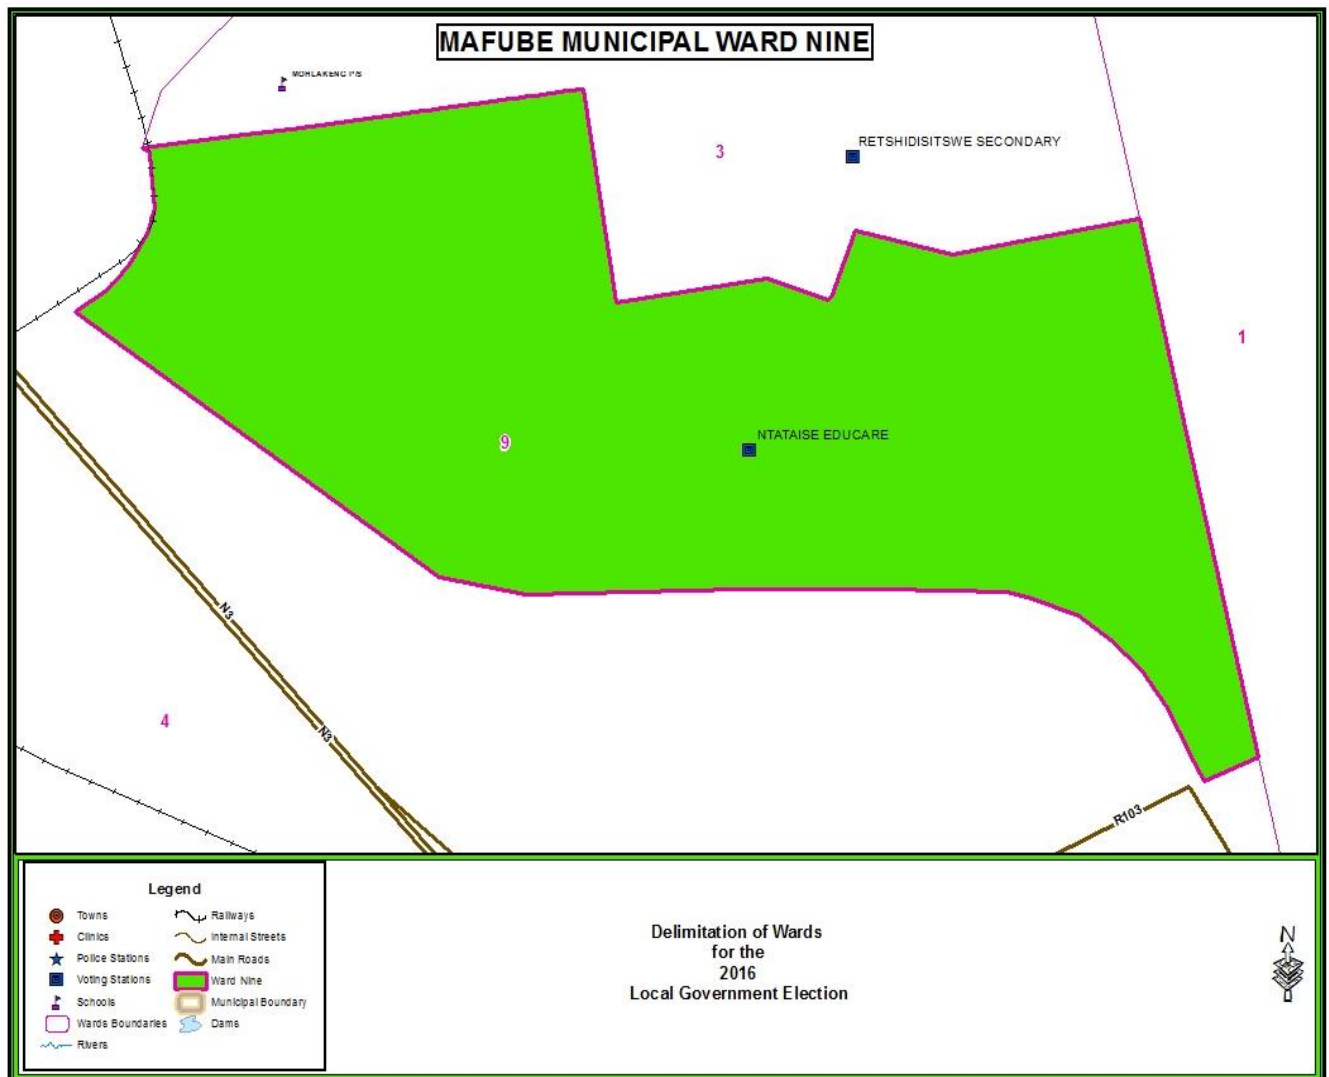 MAFUBE MUNICIPAL WARD NINE
MOHLAKENG P/S
3
RETSHIDISITSWE SECONDARY
1
NTATAISE EDUCARE
9
N3
N3
4
R103
Legend
Towns
Clinics
Police Stations
Voting Stations
Schools
Wards Boundaries
Rivers
Railways
Internal Streets
Main Roads
Ward Nine
Municipal Boundary
Dams
Delimitation of Wards
for the
2016
Local Government Election
N